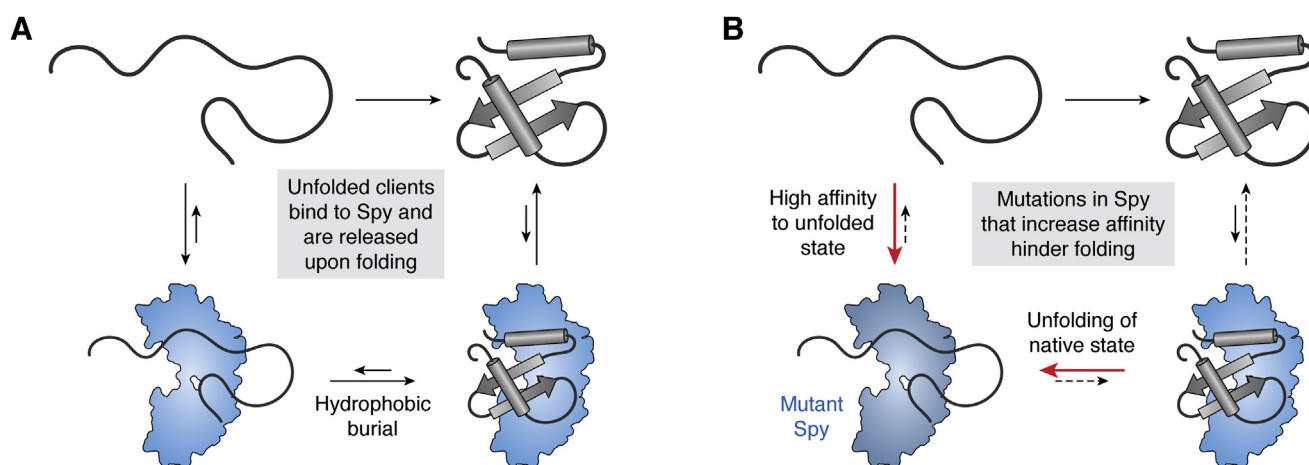 A
Unfolded clients
bind to Spy and
are released
upon folding
Hydrophobic
burial
B
High affinity
to unfolded
state
Mutations in Spy
that increase affinity
hinder folding
Unfolding of
native state
Mutant
Spy